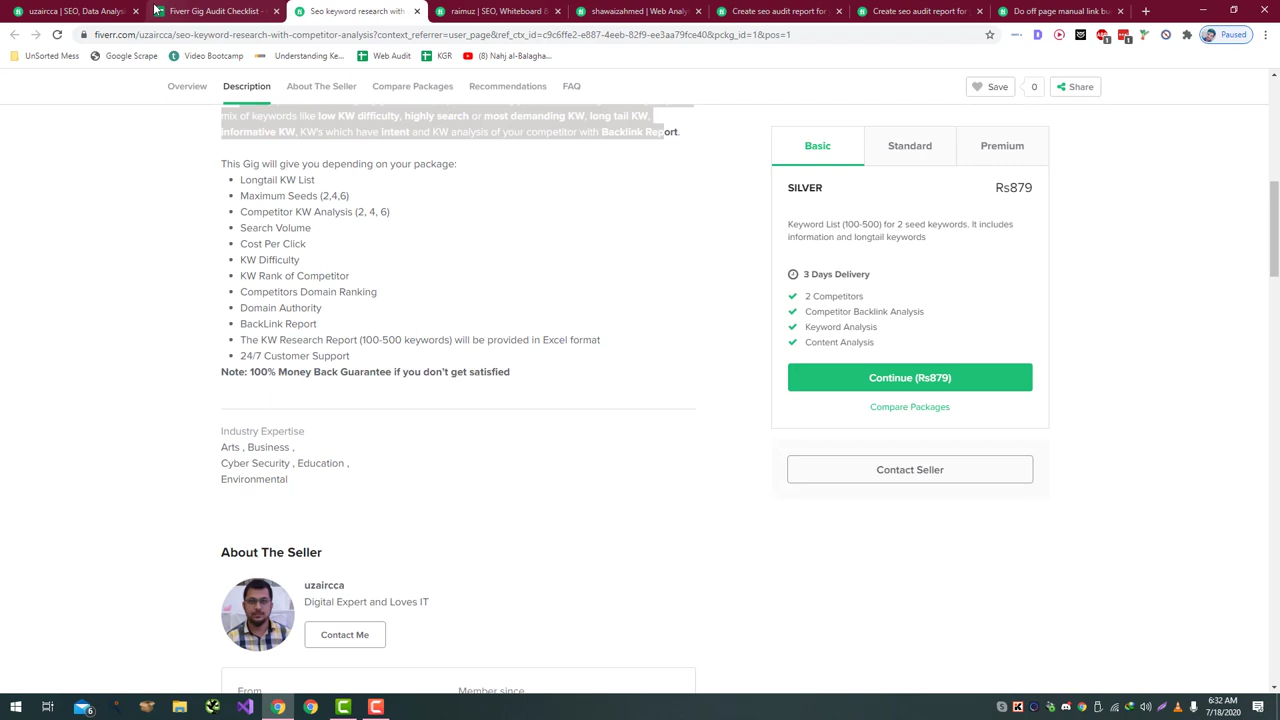 uzaircca | SEO, Data Analysis
Fiverr Gig Audit Checklist -
Seo keyword research with
raimuz | SEO, Whiteboard &
shawaizahmed | Web Analy
Create seo audit report for
Create seo audit report for
Do off page manual link bu
fiverr.com/uzaircca/seo-keyword-research-with-competitor-analysis?context_referrer=user_page&ref_ctx_id=c9c6ffe2-e887-4eeb-82f9-ee3aa79fce40&pckg_id=1&pos=1
Paused
UnSorted Mess
Google Scrape
Video Bootcamp
Understanding Ke...
Web Audit
KGR
(8) Nahj al-Balagha...
Overview
Description
About The Seller
Compare Packages
Recommendations
FAQ
Save
0
Share
mix of keywords like low KW difficulty, highly search or most demanding KW, long tail KW,
informative KW, KW's which have intent and KW analysis of your competitor with Backlink Report.
This Gig will give you depending on your package:
Longtail KW List
Maximum Seeds (2,4,6)
Competitor KW Analysis (2, 4, 6)
Search Volume
Cost Per Click
KW Difficulty
KW Rank of Competitor
Competitors Domain Ranking
Domain Authority
BackLink Report
The KW Research Report (100-500 keywords) will be provided in Excel format
24/7 Customer Support
Note: 100% Money Back Guarantee if you don't get satisfied
Industry Expertise
Arts , Business ,
Cyber Security , Education ,
Environmental
About The Seller
uzaircca
Digital Expert and Loves IT
Contact Me
From
Member since
Basic
Standard
Premium
SILVER
Rs879
Keyword List (100-500) for 2 seed keywords. It includes
information and longtail keywords
3 Days Delivery
2 Competitors
Competitor Backlink Analysis
Keyword Analysis
Content Analysis
Continue (Rs879)
Compare Packages
Contact Seller
6:32 AM
7/18/2020